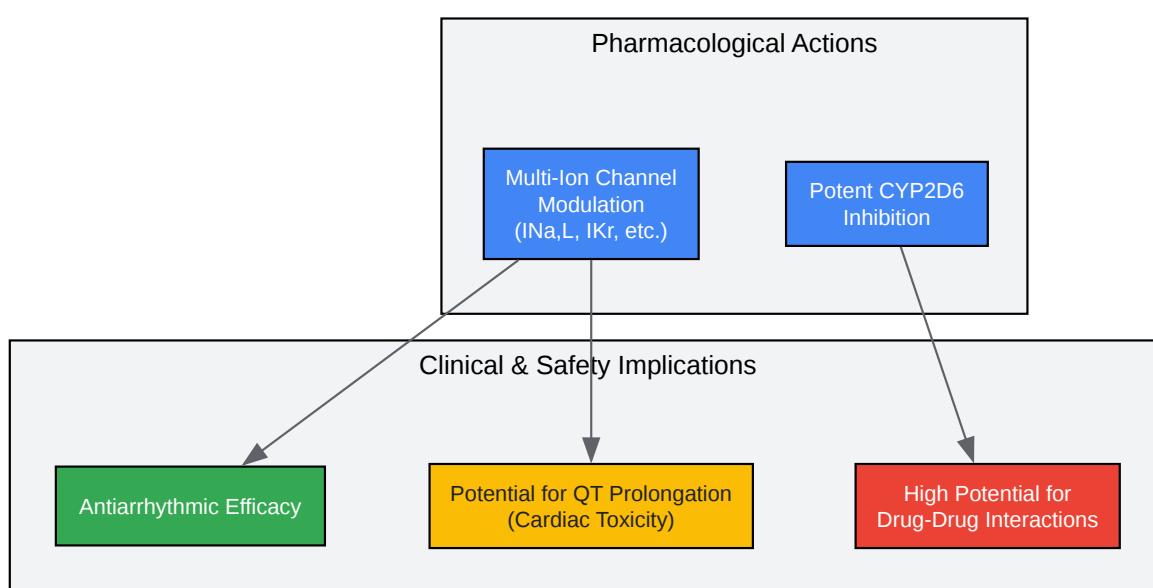 Pharmacological Actions
Multi-Ion Channel
Modulation
(INa,L, IKr, etc.)
Potent CYP2D6
Inhibition
Clinical & Safety Implications
Antiarrhythmic Efficacy
Potential for QT Prolongation
(Cardiac Toxicity)
High Potential for
Drug-Drug Interactions